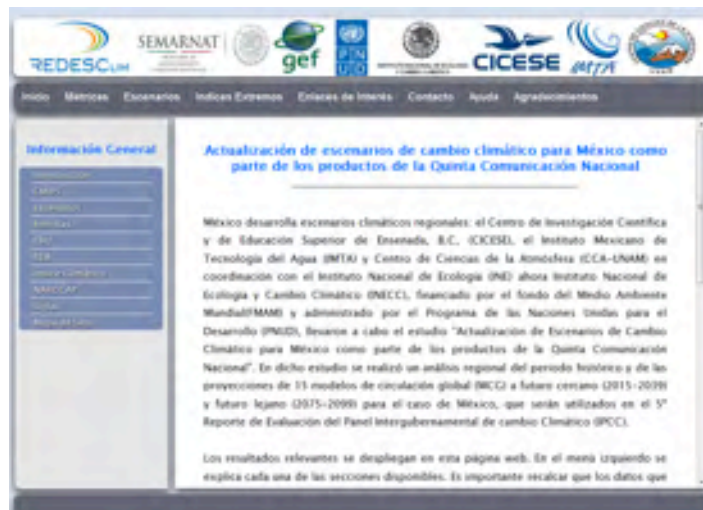 REDESCLIM
SEMARNAT
gef
PNUD
CICESE
IMTA
Inicio Métricas Escenarios Indices Extremos Enlaces de Interés Contacto Ayuda Agradecimientos
Información General
Actualización de escenarios de cambio climático para México como
parte de los productos de la Quinta Comunicación Nacional
México desarrolla escenarios climáticos regionales: el Centro de Investigación Científica
y de Educación Superior de Ensenada, B.C. (CICESE), el Instituto Mexicano de
Tecnología del Agua (IMTA) y Centro de Ciencias de la Atmósfera (CCA-UNAM) en
coordinación con el Instituto Nacional de Ecología (INE) ahora Instituto Nacional de
Ecología y Cambio Climático (INECC), financiado por el fondo del Medio Ambiente
Mundial(FMAM) y administrado por el Programa de las Naciones Unidas para el
Desarrollo (PNUD), llevaron a cabo el estudio "Actualización de Escenarios de Cambio
Climático para México como parte de los productos de la Quinta Comunicación
Nacional". En dicho estudio se realizó un análisis regional del periodo histórico y de las
proyecciones de 15 modelos de circulación global (MCG) a futuro cercano (2015-2039)
y futuro lejano (2075-2099) para el caso de México, que serán utilizados en el 5°
Reporte de Evaluación del Panel Intergubernamental de cambio Climático (IPCC).
Los resultados relevantes se despliegan en esta página web. En el menú izquierdo se
explica cada una de las secciones disponibles. Es importante recalcar que los datos que